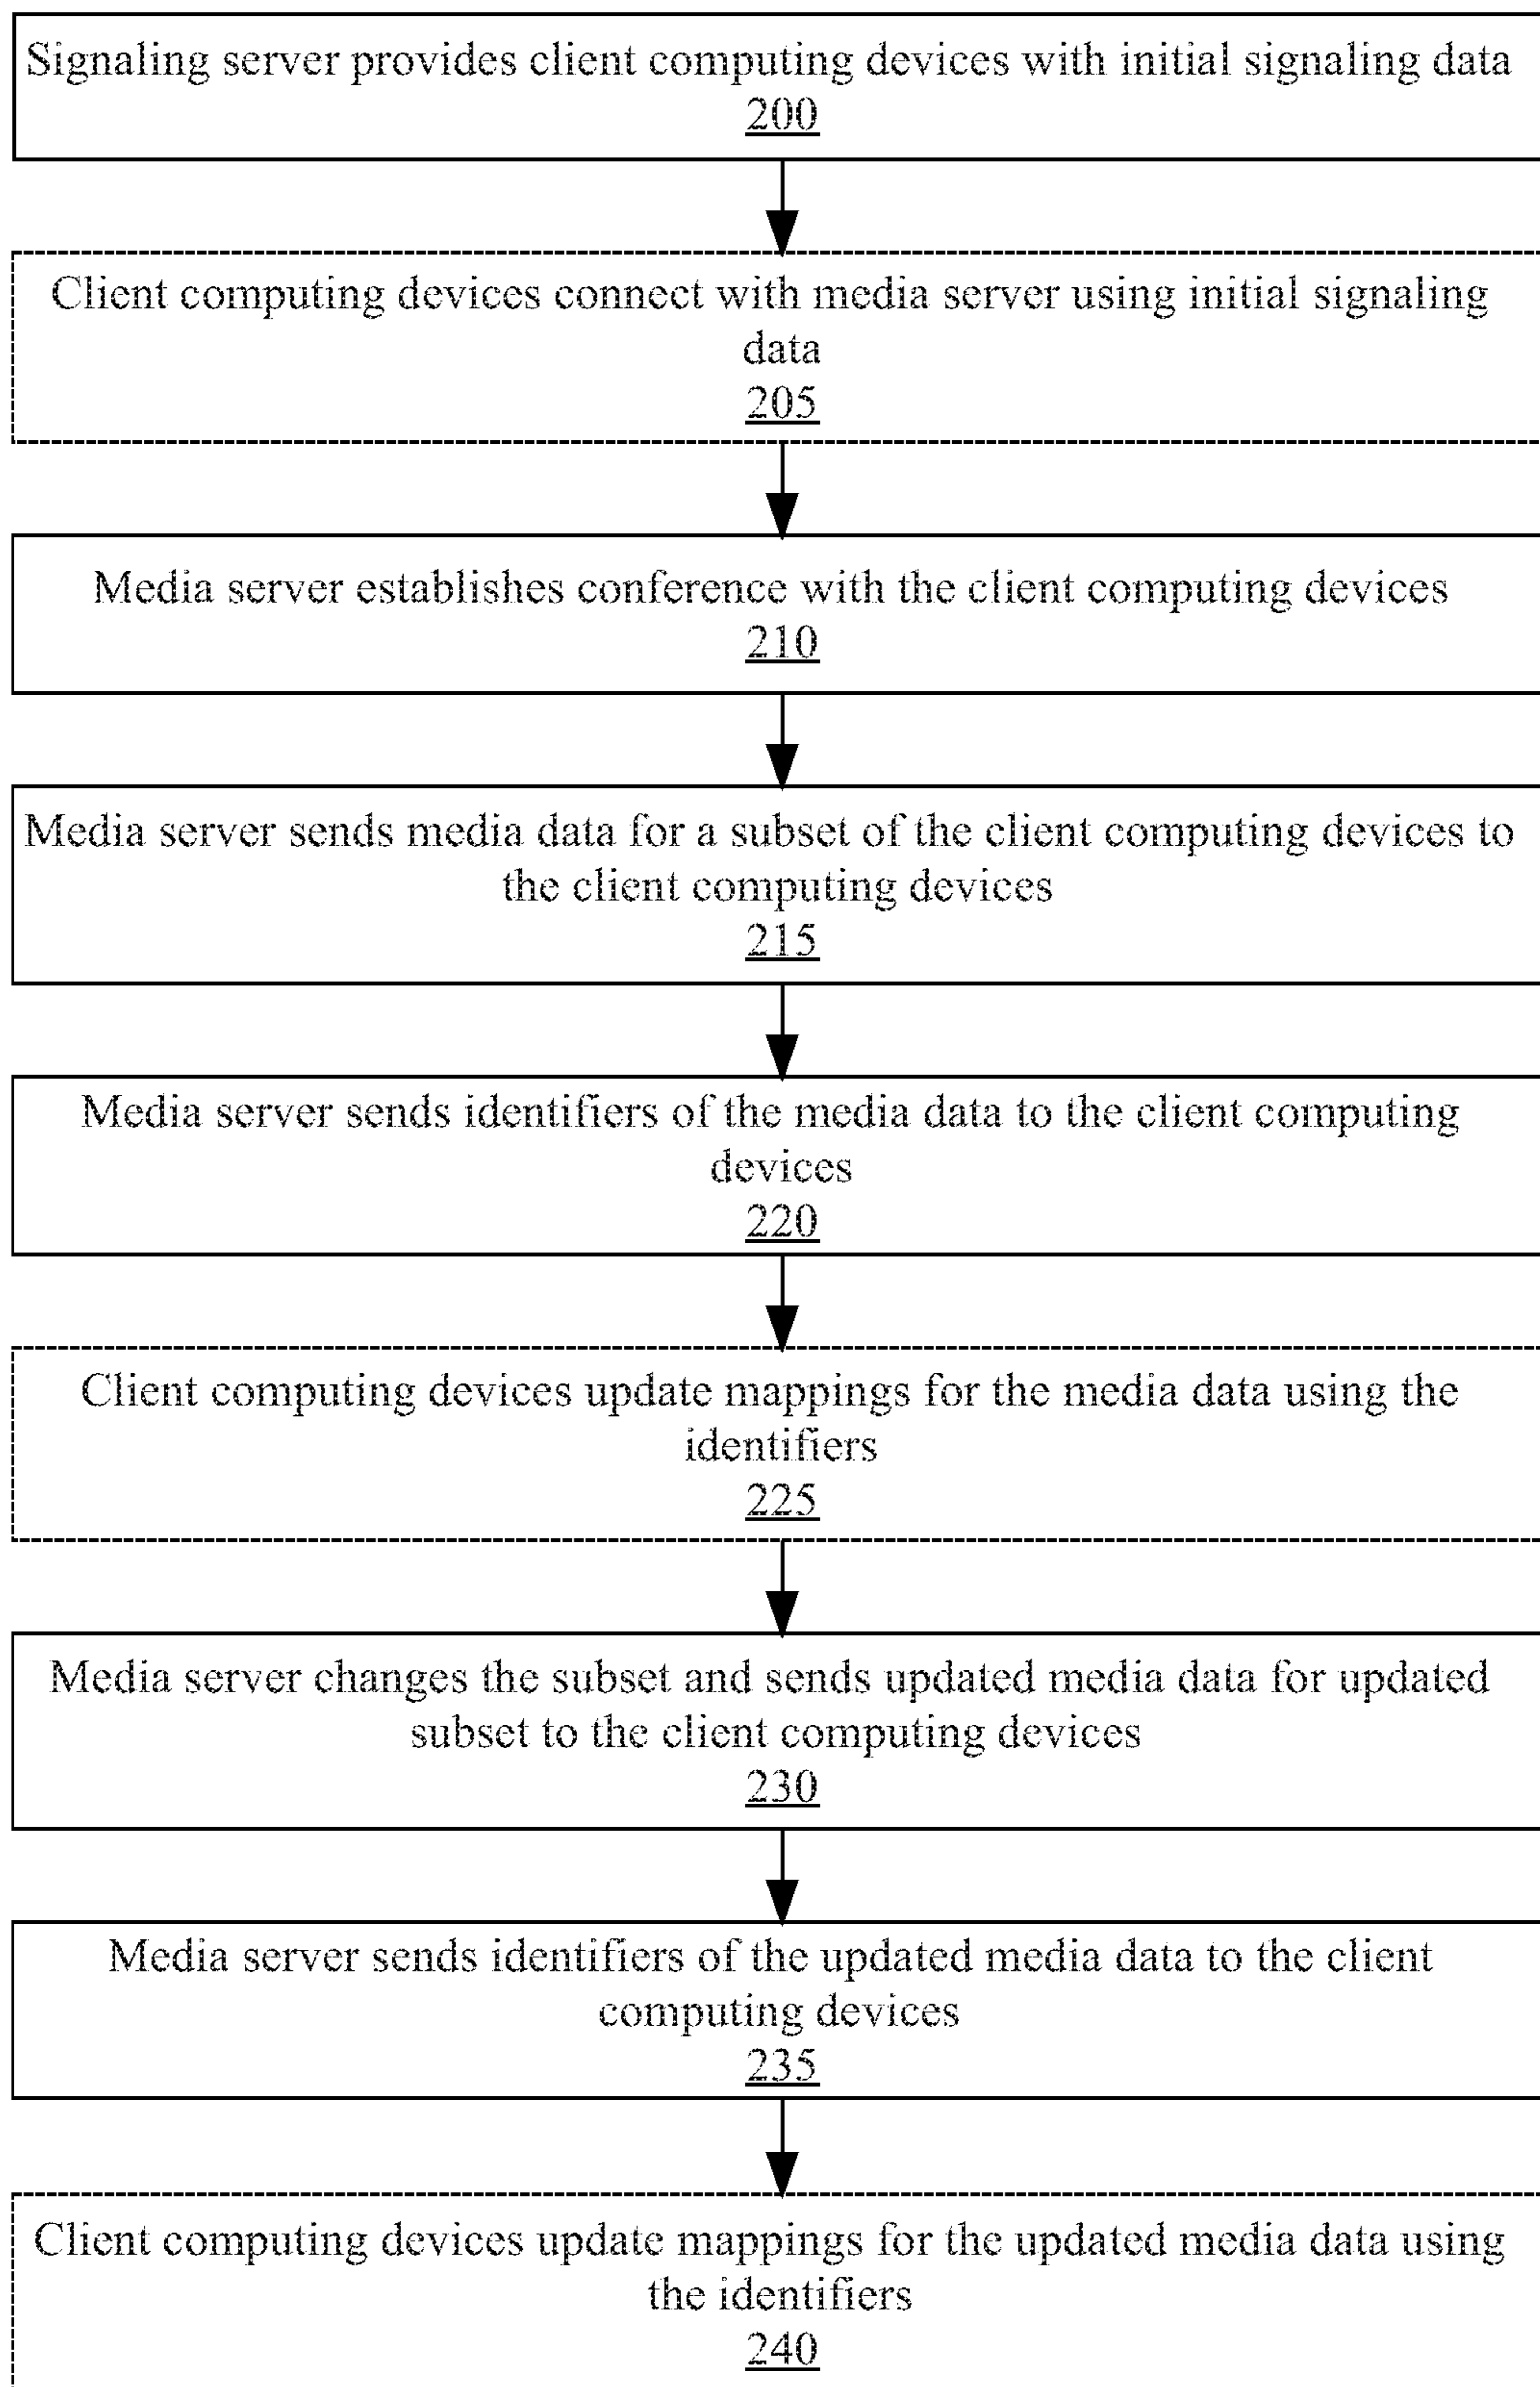 Signaling server provides client computing devices with initial signaling data
200
Client computing devices connect with media server using initial signaling
data
205
Media server establishes conference with the client computing devices
210
Media server sends media data for a subset of the client computing devices to
the client computing devices
215
Media server sends identifiers of the media data to the client computing
devices
220
Client computing devices update mappings for the media data using the
identifiers
225
Media server changes the subset and sends updated media data for updated
subset to the client computing devices
230
Media server sends identifiers of the updated media data to the client
computing devices
235
Client computing devices update mappings for the updated media data using
the identifiers
240